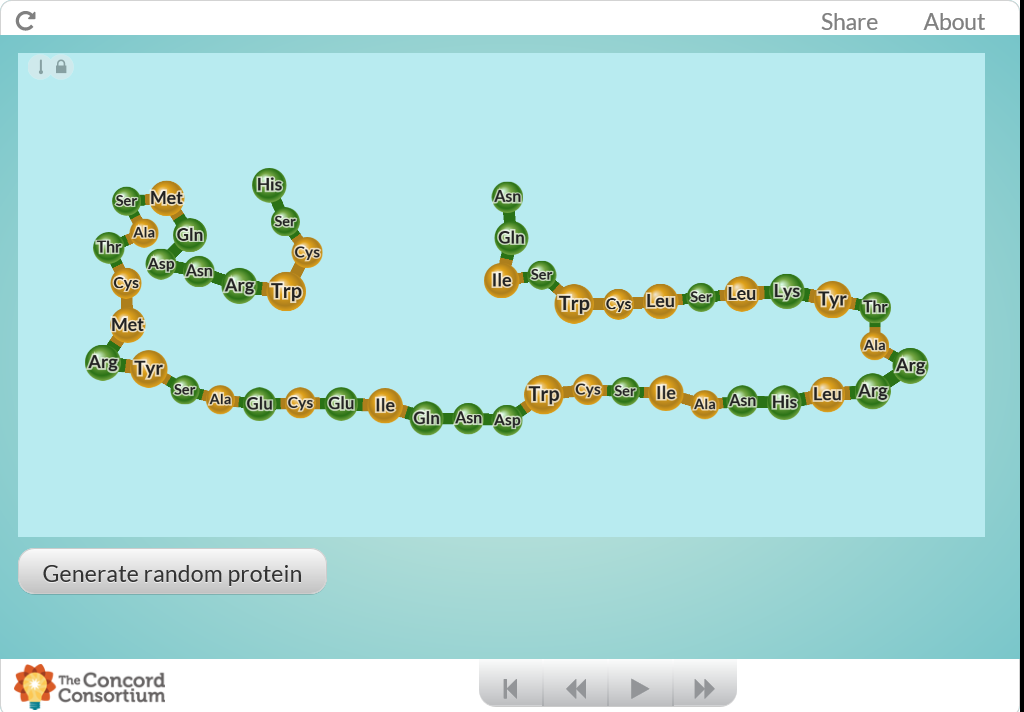 Share About
His
Ser
Cys
Trp
Arg
Asn
Asp
Gln
Met
Ser
Ala
Thr
Cys
Met
Arg
Tyr
Ser
Ala
Glu
Cys
Glu
Ile
Gln
Asn
Asp
Trp
Cys
Ser
Ile
Ala
Asn
His
Leu
Arg
Arg
Ala
Thr
Tyr
Lys
Leu
Ser
Leu
Cys
Trp
Ser
Ile
Gln
Asn
Generate random protein
The Concord
Consortium